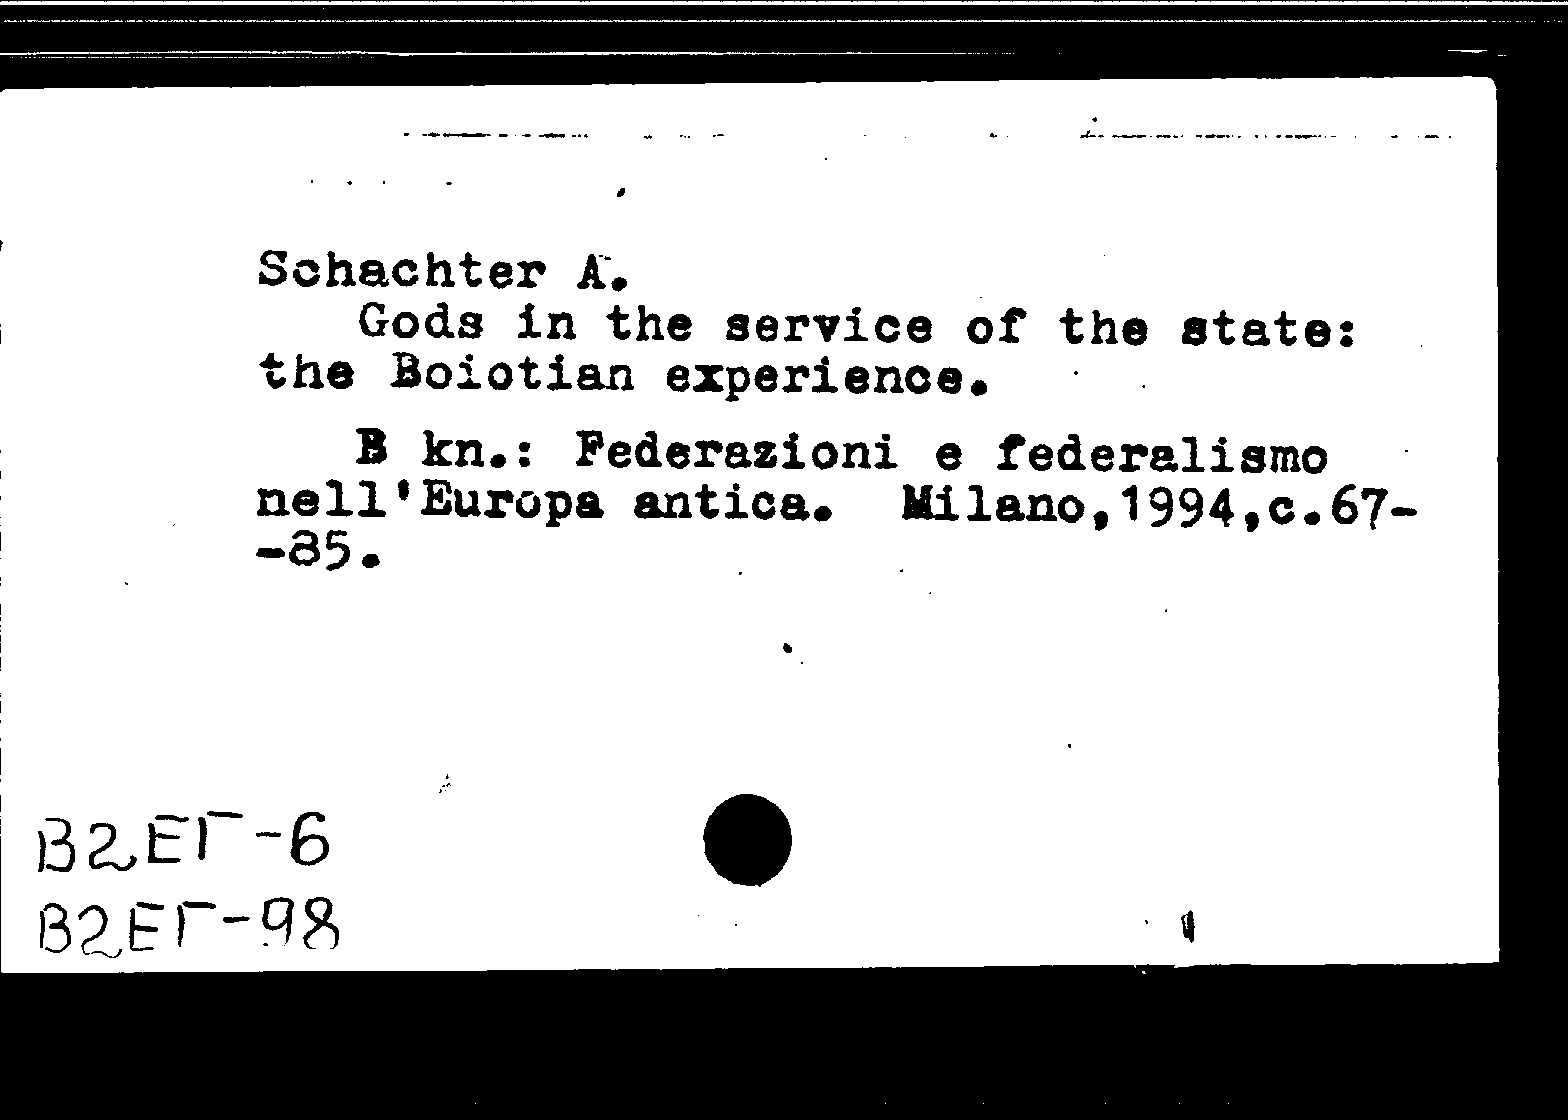 Schachter A.
Gods in the service of the state:
the Boiotian experience.
B kn.: Federazioni e federalismo
nell'Europa antica. Milano,1994,c.67-
-85.
В2ЕГ-6
В2ЕГ-98